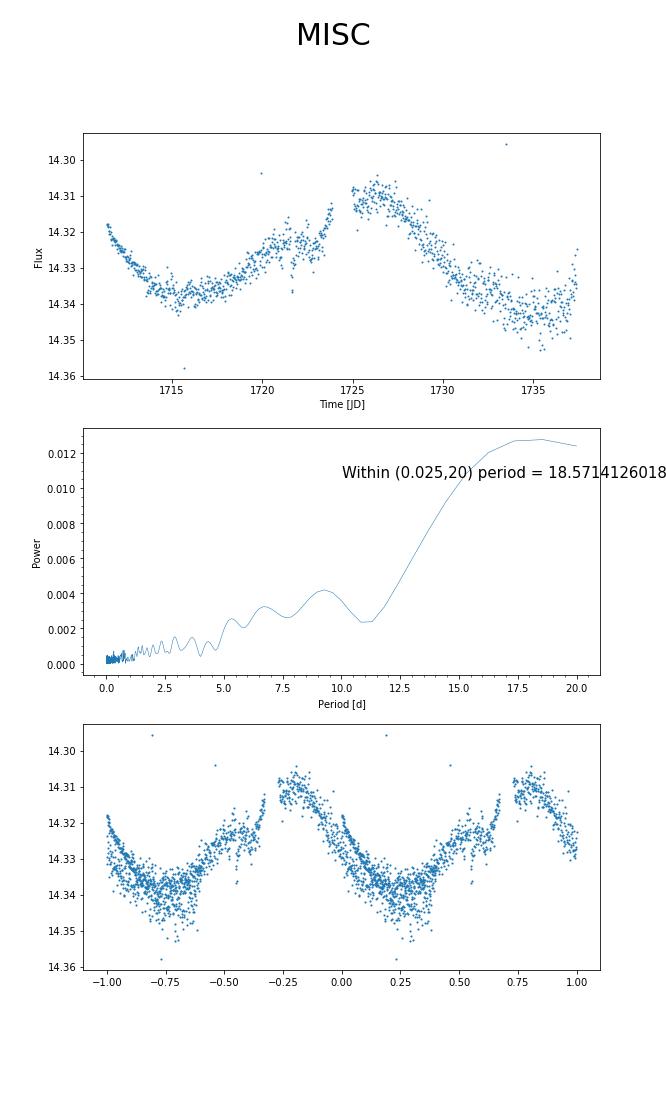 MISC
14.30
14.31
14.32
14.33
14.34
14.35
14.36
Flux
1715 1720 1725 1730 1735
Time [JD]
0.012
0.010
0.008
0.006
0.004
0.002
0.000
Power
Within (0.025,20) period = 18.5714126018
0.0 2.5 5.0 7.5 10.0 12.5 15.0 17.5 20.0
Period [d]
14.30
14.31
14.32
14.33
14.34
14.35
14.36
−1.00 −0.75 −0.50 −0.25 0.00 0.25 0.50 0.75 1.00